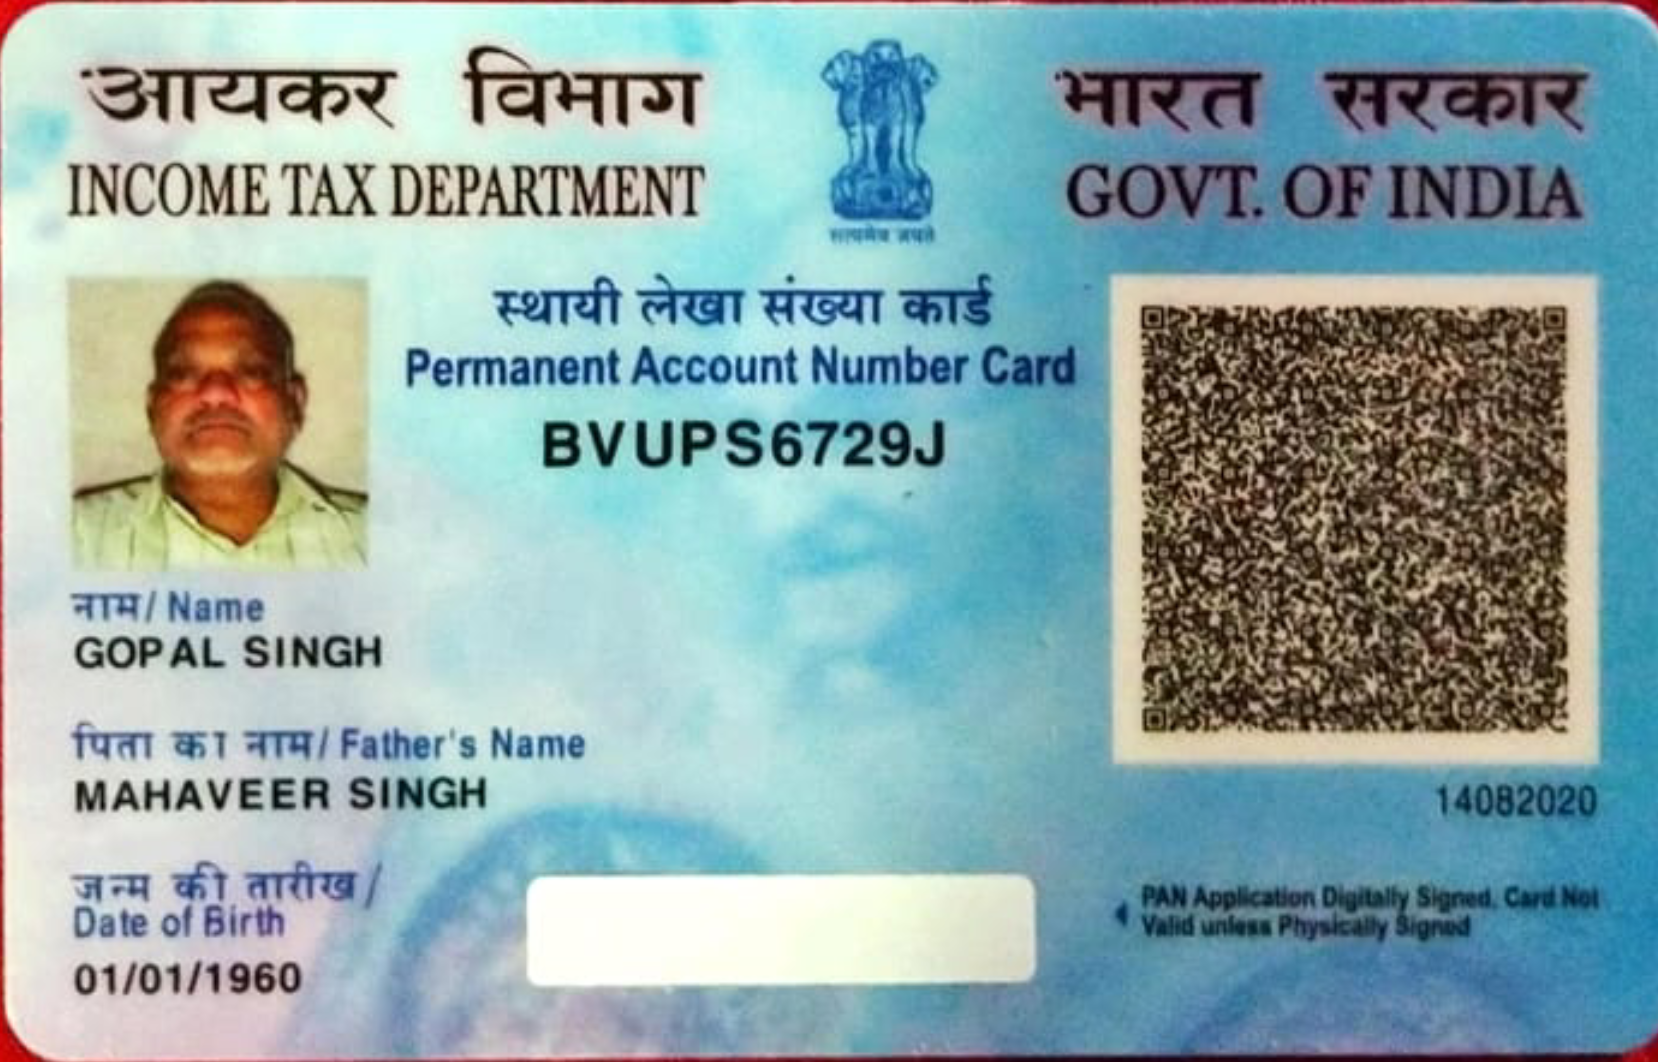 आयकर विभाग
INCOME TAX DEPARTMENT
सत्यमेव जयते
भारत सरकार
GOVT. OF INDIA
स्थायी लेखा संख्या कार्ड
Permanent Account Number Card
BVUPS6729J
नाम/ Name
GOPAL SINGH
पिता का नाम/ Father's Name
MAHAVEER SINGH
जन्म की तारीख/
Date of Birth
01/01/1960
14082020
PAN Application Digitally Signed. Card Not
Valid unless Physically Signed